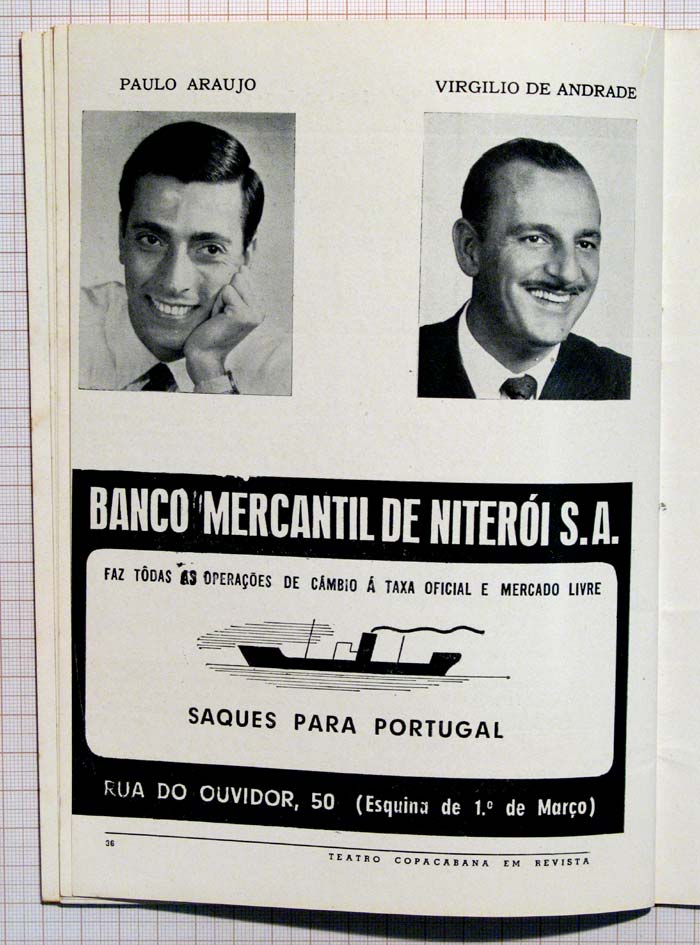 PAULO ARAUJO
VIRGILIO DE ANDRADE
BANCO MERCANTIL DE NITERÓI S.A.
FAZ TÔDAS AS OPERAÇÕES DE CÂMBIO Á TAXA OFICIAL E MERCADO LIVRE
SAQUES PARA PORTUGAL
RUA DO OUVIDOR, 50 (Esquina de 1.º de Março)
36
TEATRO COPACABANA EM REVISTA